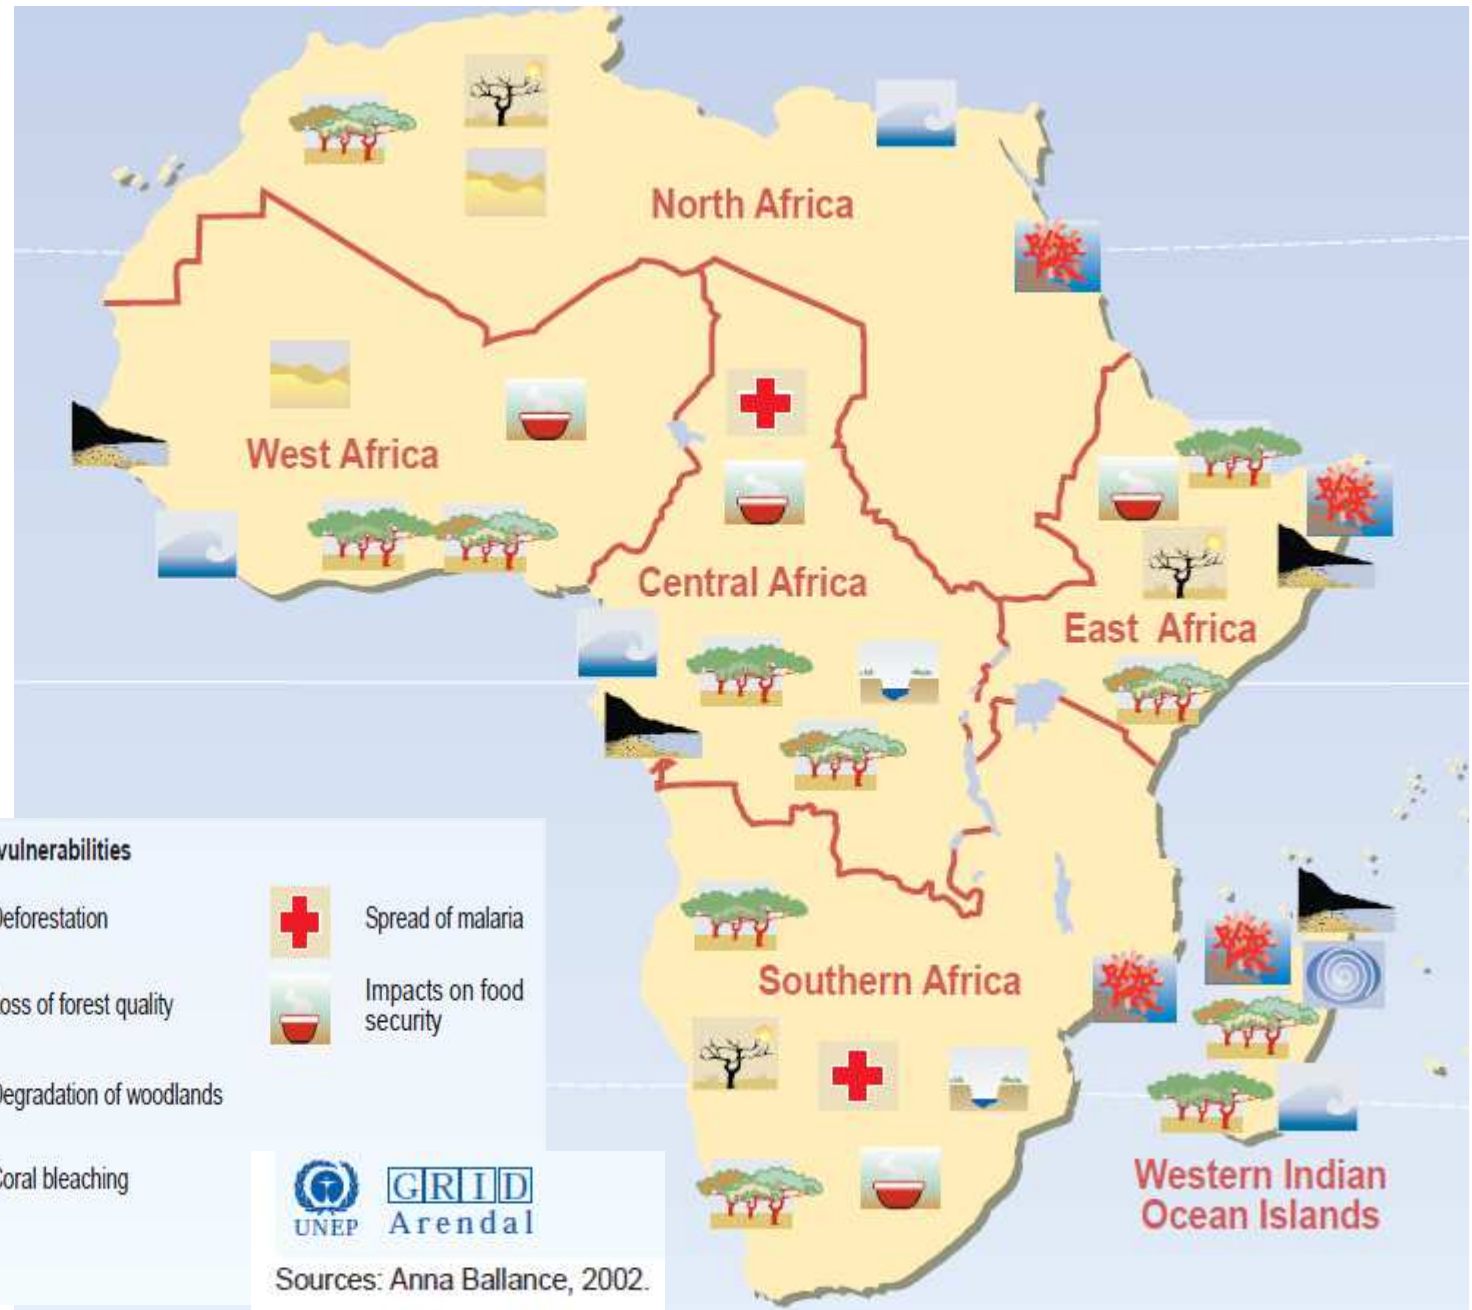 North Africa
West Africa
Central Africa
East Africa
Southern Africa
Western Indian
Ocean Islands
vulnerabilities
Deforestation
Loss of forest quality
Degradation of woodlands
Coral bleaching
Spread of malaria
Impacts on food
security
UNEP
GRID
Arendal
Sources: Anna Ballance, 2002.